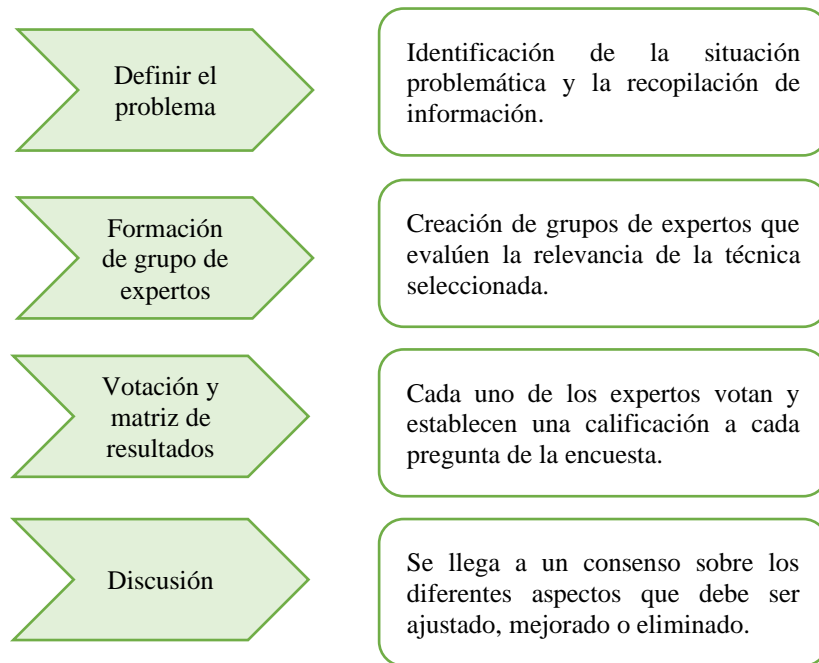 Definir el
problema
Identificación de la situación
problemática y la recopilación de
información.
Formación
de grupo de
expertos
Creación de grupos de expertos que
evalúen la relevancia de la técnica
seleccionada.
Votación y
matriz de
resultados
Cada uno de los expertos votan y
establecen una calificación a cada
pregunta de la encuesta.
Discusión
Se llega a un consenso sobre los
diferentes aspectos que debe ser
ajustado, mejorado o eliminado.